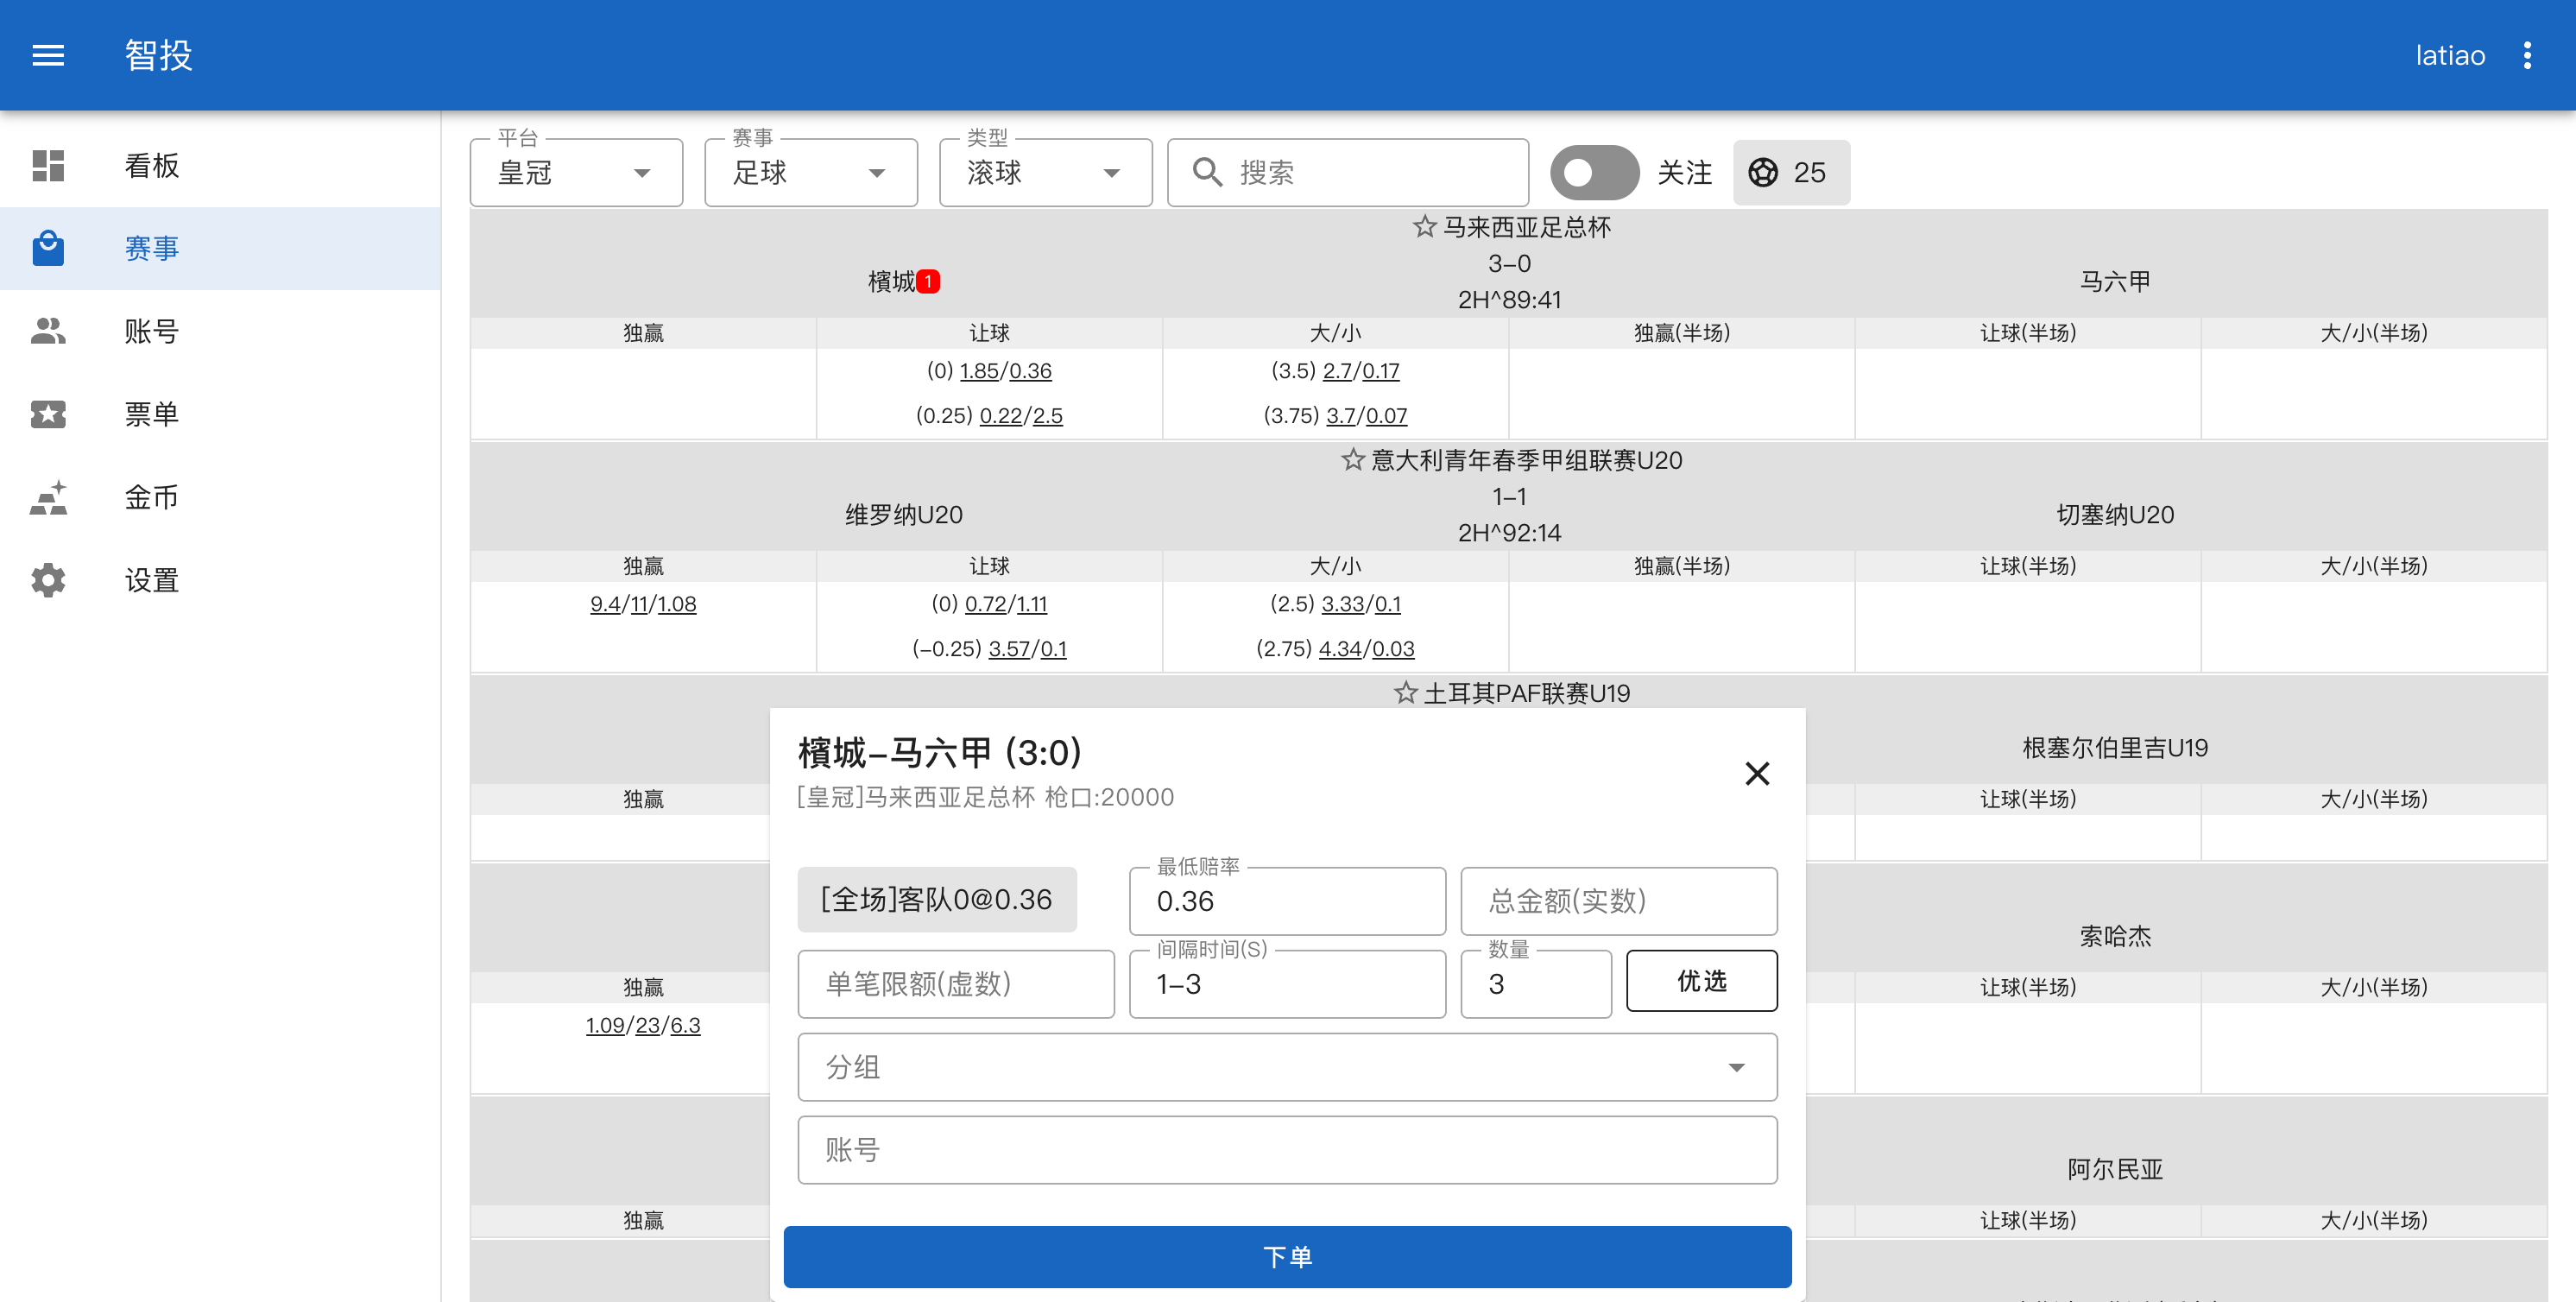 智投
latiao
看板
赛事
账号
票单
金币
设置
平台
皇冠
赛事
足球
类型
滚球
搜索
关注
25
马来西亚足总杯
檳城1
3-0
马六甲
2H^89:41
独赢 让球 大/小 独赢(半场) 让球(半场) 大/小(半场)
(0) 1.85/0.36 (3.5) 2.7/0.17
(0.25) 0.22/2.5 (3.75) 3.7/0.07
意大利青年春季甲组联赛U20
维罗纳U20
1-1
切塞纳U20
2H^92:14
独赢 让球 大/小 独赢(半场) 让球(半场) 大/小(半场)
9.4/11/1.08 (0) 0.72/1.11 (2.5) 3.33/0.1
(-0.25) 3.57/0.1 (2.75) 4.34/0.03
土耳其PAF联赛U19
根塞尔伯里吉U19
独赢 让球(半场) 大/小(半场)
索哈杰
独赢 让球(半场) 大/小(半场)
1.09/23/6.3
阿尔民亚
独赢 让球(半场) 大/小(半场)
檳城-马六甲 (3:0)
[皇冠]马来西亚足总杯 枪口:20000
[全场]客队0@0.36
最低赔率
0.36
总金额(实数)
单笔限额(虚数)
间隔时间(S)
1-3
数量
3
优选
分组
账号
下单